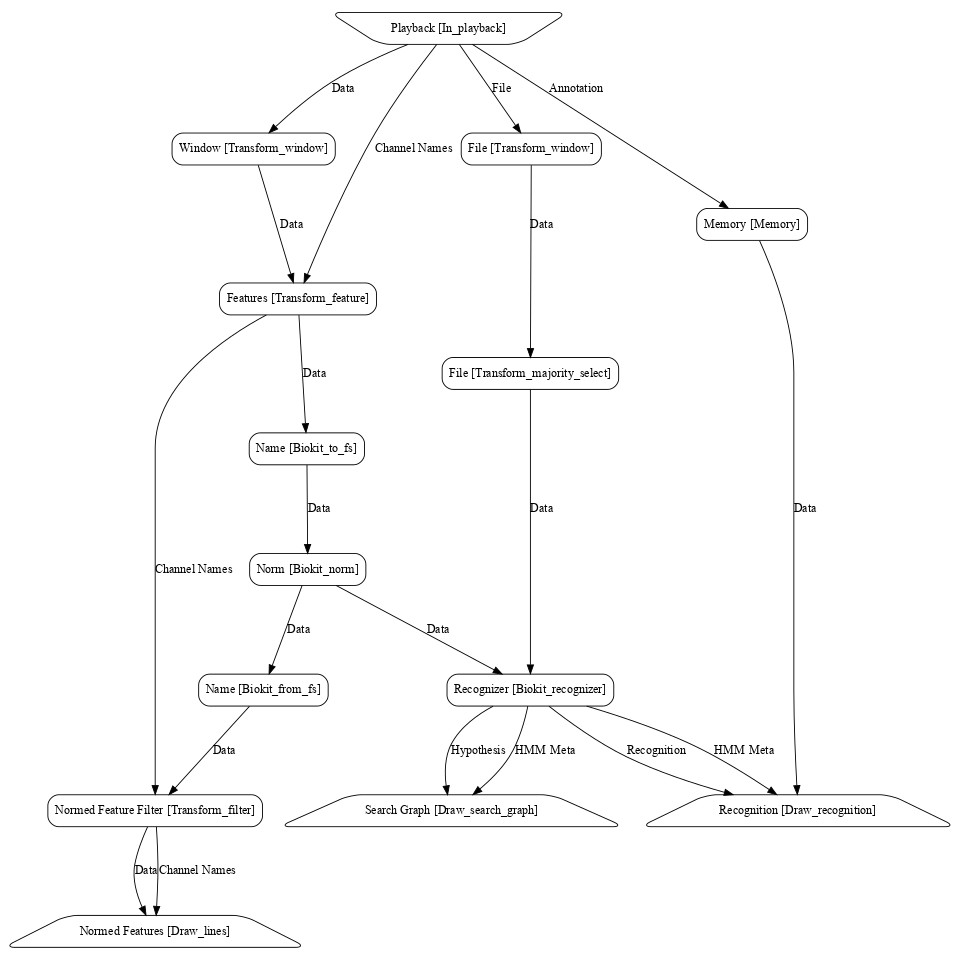 Playback [In_playback]
Data
File
Annotation
Window [Transform_window]
Channel Names
File [Transform_window]
Data
Data
Memory [Memory]
Features [Transform_feature]
Data
File [Transform_majority_select]
Name [Biokit_to_fs]
Data
Data
Data
Channel Names
Norm [Biokit_norm]
Data
Data
Name [Biokit_from_fs]
Recognizer [Biokit_recognizer]
Data
Hypothesis
HMM Meta
Recognition
HMM Meta
Normed Feature Filter [Transform_filter]
Search Graph [Draw_search_graph]
Recognition [Draw_recognition]
Data
Channel Names
Normed Features [Draw_lines]